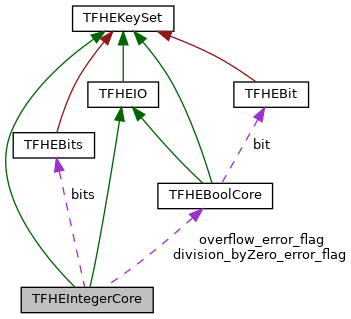 TFHEKeySet
TFHEIO
TFHEBit
TFHEBits
bit
bits
TFHEBoolCore
overflow_error_flag
division_byZero_error_flag
TFHEIntegerCore